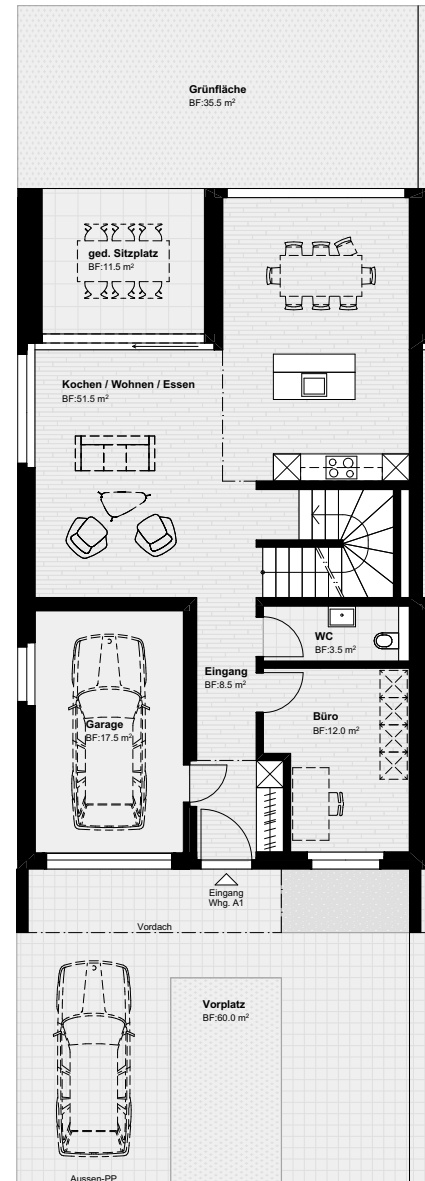 Grünfläche
BF:35.5 m²
ged. Sitzplatz
BF:11.5 m²
Kochen / Wohnen / Essen
BF:51.5 m²
WC
BF:3.5 m²
Eingang
BF:8.5 m²
Büro
BF:12.0 m²
Garage
BF:17.5 m²
Eingang
Whg. A1
Vordach
Vorplatz
BF:60.0 m²
Aussen-PP